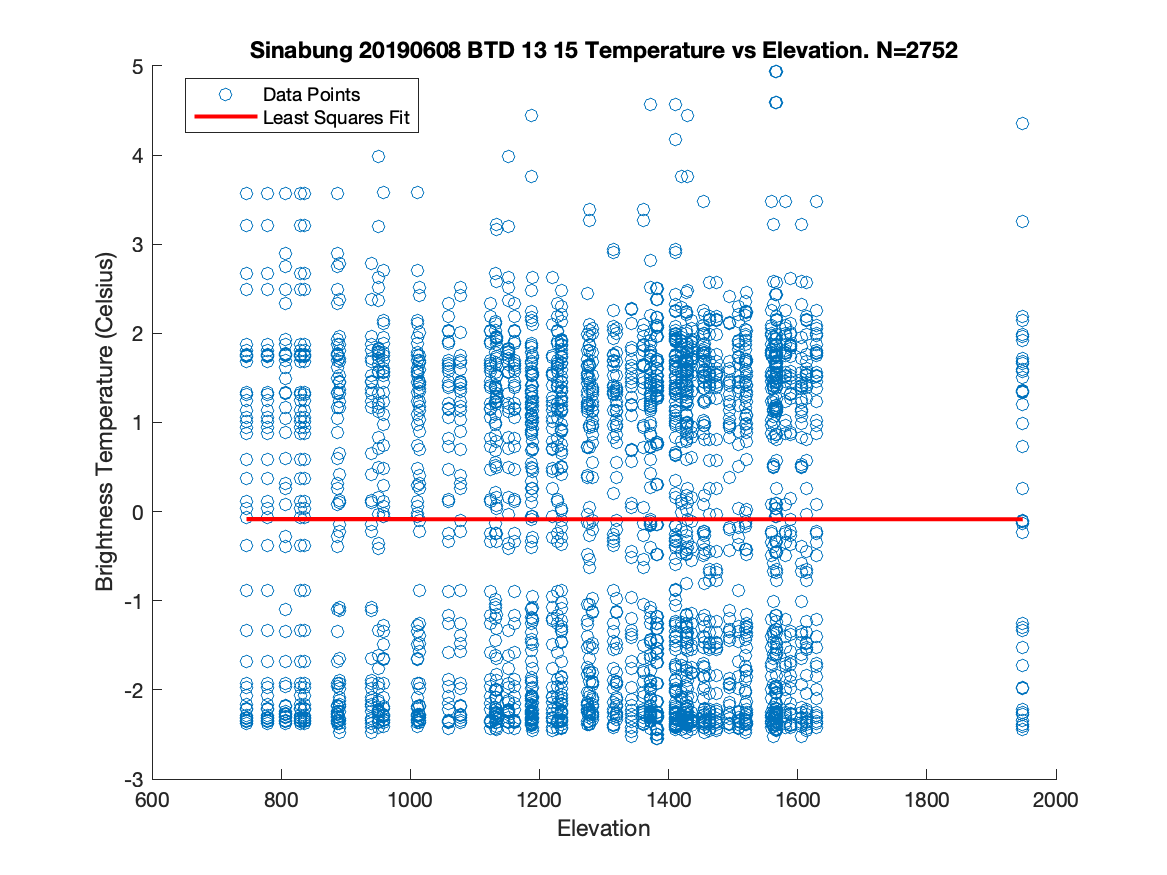 Sinabung 20190608 BTD 13 15 Temperature vs Elevation. N=2752
Data Points
Least Squares Fit
Brightness Temperature (Celsius)
5
4
3
2
1
0
-1
-2
-3
600 800 1000 1200 1400 1600 1800 2000
Elevation